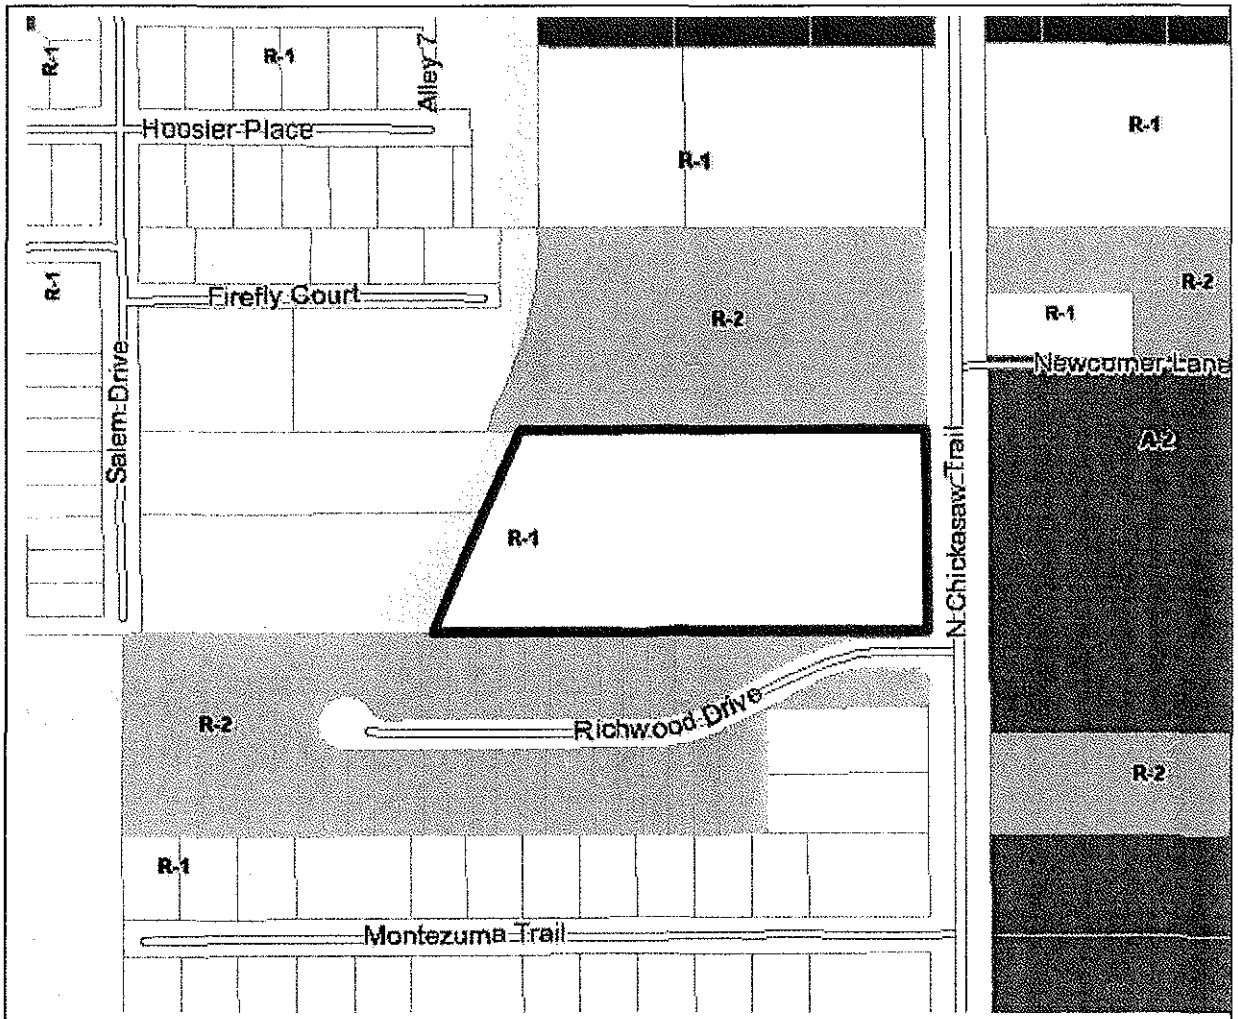 R-1
R-1
Alley 7
Hoosier Place
R-1
R-1
R-1
Firefly Court
R-2
R-2
R-1
Newcomer Lane
Salem Drive
A-2
N Chickasaw Trail
R-1
R-2
Richwood Drive
R-2
R-1
Montezuma Trail